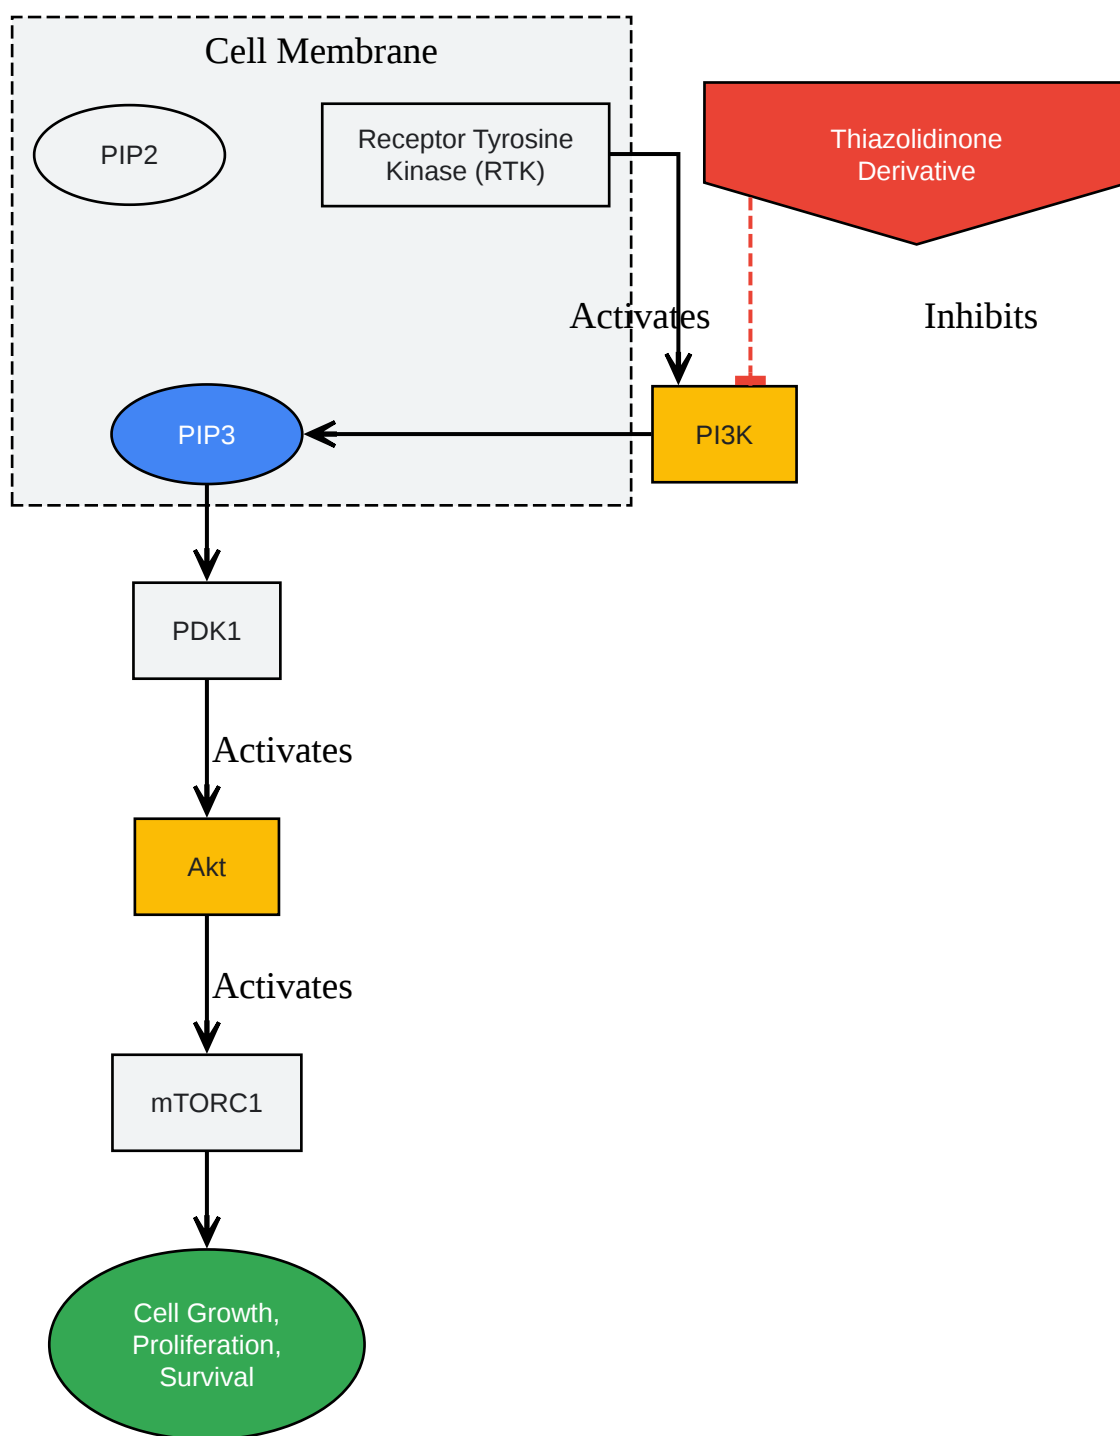 Cell Membrane
PIP2
Receptor Tyrosine
Kinase (RTK)
Thiazolidinone
Derivative
Activates
Inhibits
PIP3
PI3K
PDK1
Activates
Akt
Activates
mTORC1
Cell Growth,
Proliferation,
Survival